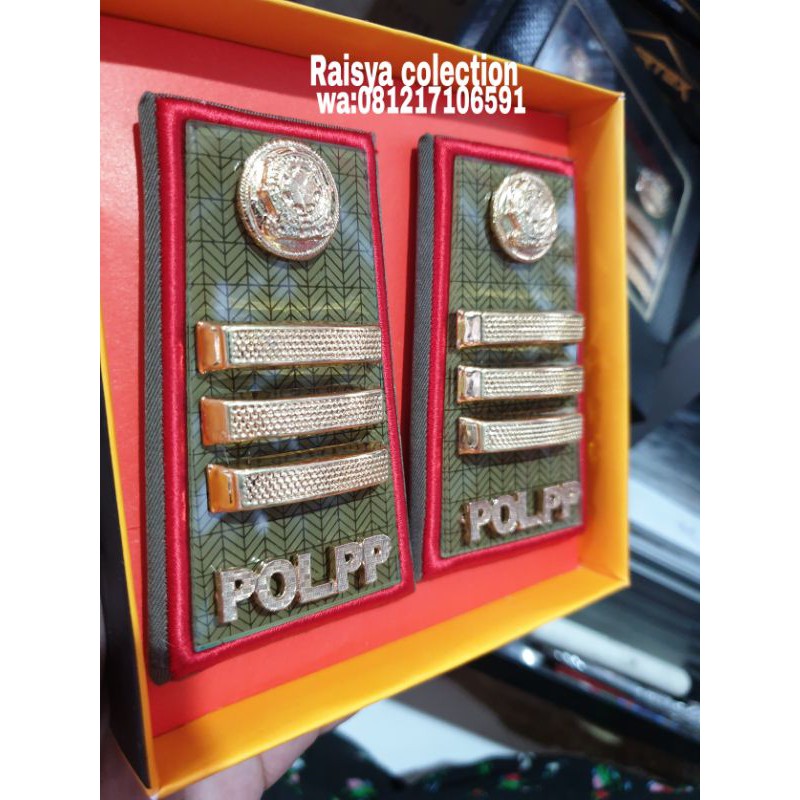 Raisya colection
wa:081217106591
POLPP
POLPP